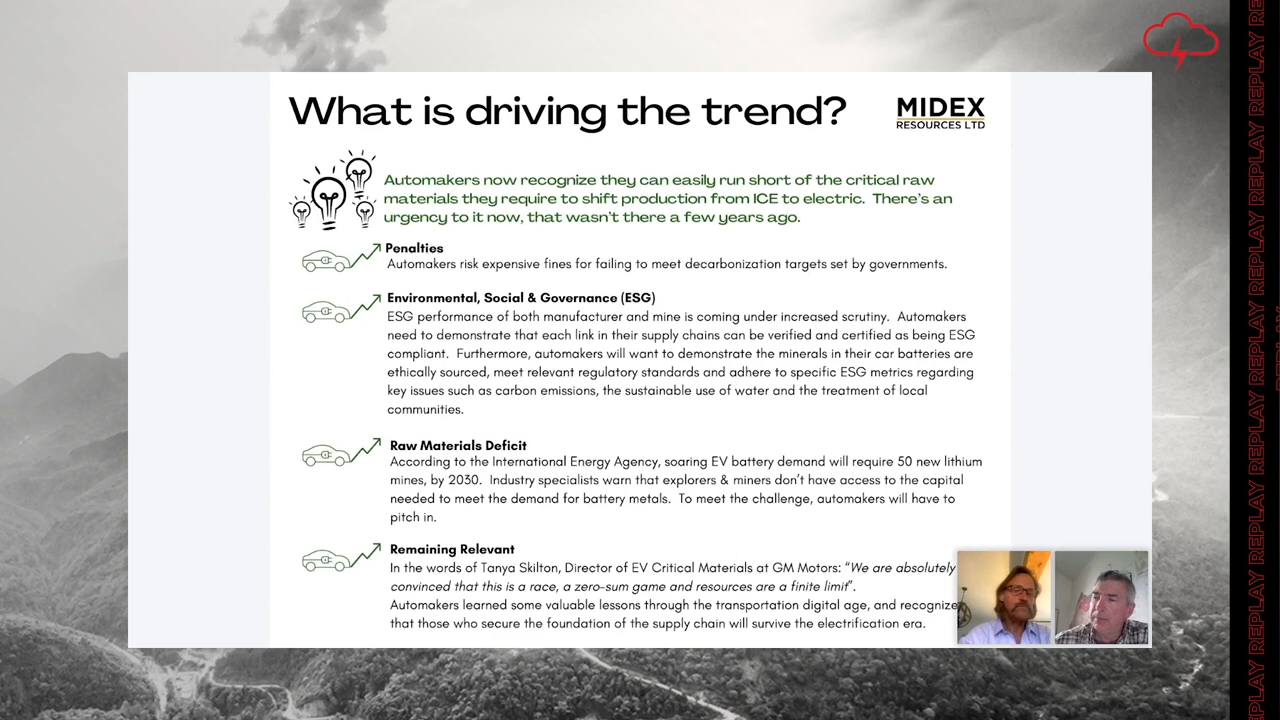 What is driving the trend?
MIDEX
RESOURCES LTD
Automakers now recognize they can easily run short of the critical raw
materials they require to shift production from ICE to electric. There's an
urgency to it now, that wasn't there a few years ago.
Penalties
Automakers risk expensive fines for failing to meet decarbonization targets set by governments.
Environmental, Social & Governance (ESG)
ESG performance of both manufacturer and mine is coming under increased scrutiny. Automakers
need to demonstrate that each link in their supply chains can be verified and certified as being ESG
compliant. Furthermore, automakers will want to demonstrate the minerals in their car batteries are
ethically sourced, meet relevant regulatory standards and adhere to specific ESG metrics regarding
key issues such as carbon emissions, the sustainable use of water and the treatment of local
communities.
Raw Materials Deficit
According to the International Energy Agency, soaring EV battery demand will require 50 new lithium
mines, by 2030. Industry specialists warn that explorers & miners don't have access to the capital
needed to meet the demand for battery metals. To meet the challenge, automakers will have to
pitch in.
Remaining Relevant
In the words of Tanya Skilton, Director of EV Critical Materials at GM Motors: "We are absolutely
convinced that this is a race, a zero-sum game and resources are a finite limit".
Automakers learned some valuable lessons through the transportation digital age, and recognize
that those who secure the foundation of the supply chain will survive the electrification era.
REPLAY REPLAY REPLAY REPLAY REPLAY REPLAY REPLAY